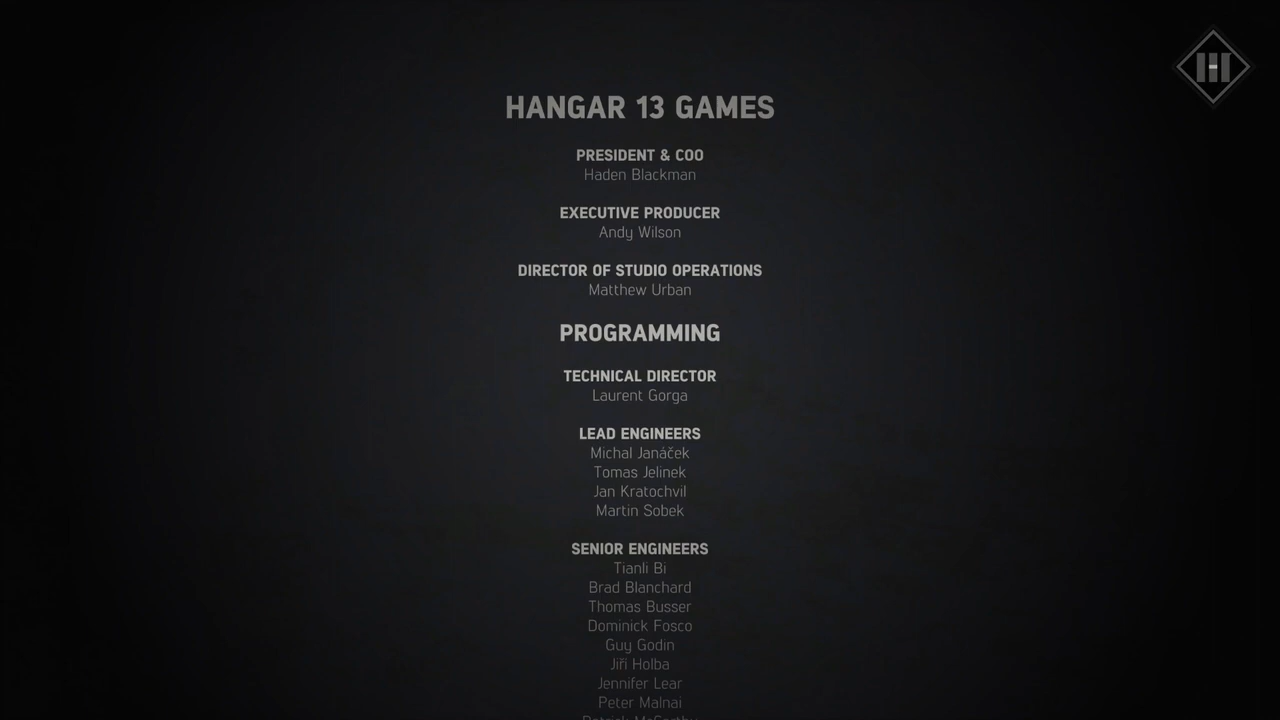 HANGAR 13 GAMES
PRESIDENT & COO
Haden Blackman
EXECUTIVE PRODUCER
Andy Wilson
DIRECTOR OF STUDIO OPERATIONS
Matthew Urban
PROGRAMMING
TECHNICAL DIRECTOR
Laurent Gorga
LEAD ENGINEERS
Michal Janáček
Tomas Jelinek
Jan Kratochvil
Martin Sobek
SENIOR ENGINEERS
Tianli Bi
Brad Blanchard
Thomas Busser
Dominick Fosco
Guy Godin
Jiří Holba
Jennifer Lear
Peter Malnai